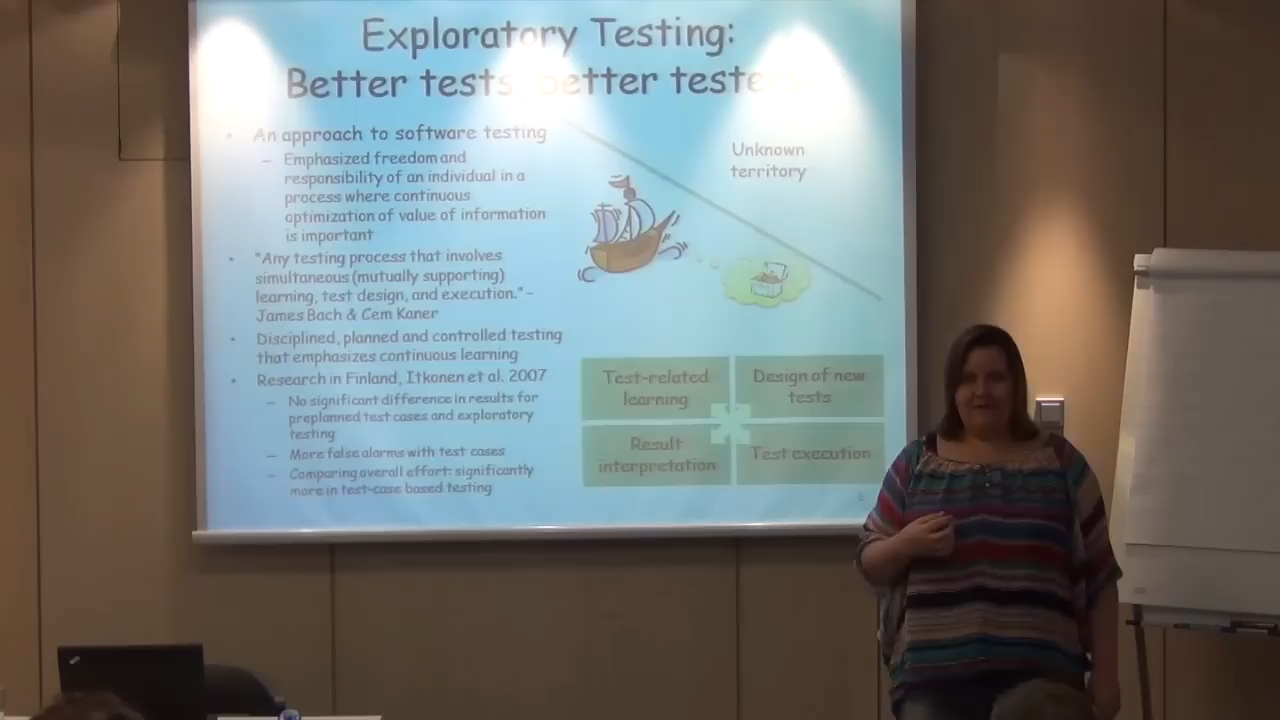 Exploratory Testing:
Better tests, better teste
• An approach to software testing
– Emphasized freedom and
responsibility of an individual in a
process where continuous
optimization of value of information
is important
• "Any testing process that involves
simultaneous (mutually supporting)
learning, test design, and execution." –
James Bach & Cem Kaner
• Disciplined, planned and controlled testing
that emphasizes continuous learning
• Research in Finland, Itkonen et al. 2007
– No significant difference in results for
preplanned test cases and exploratory
testing
– More false alarms with test cases
– Comparing overall effort: significantly
more in test-case based testing
Unknown
territory
Test-related
learning
Design of new
tests
Result
interpretation
Test execution